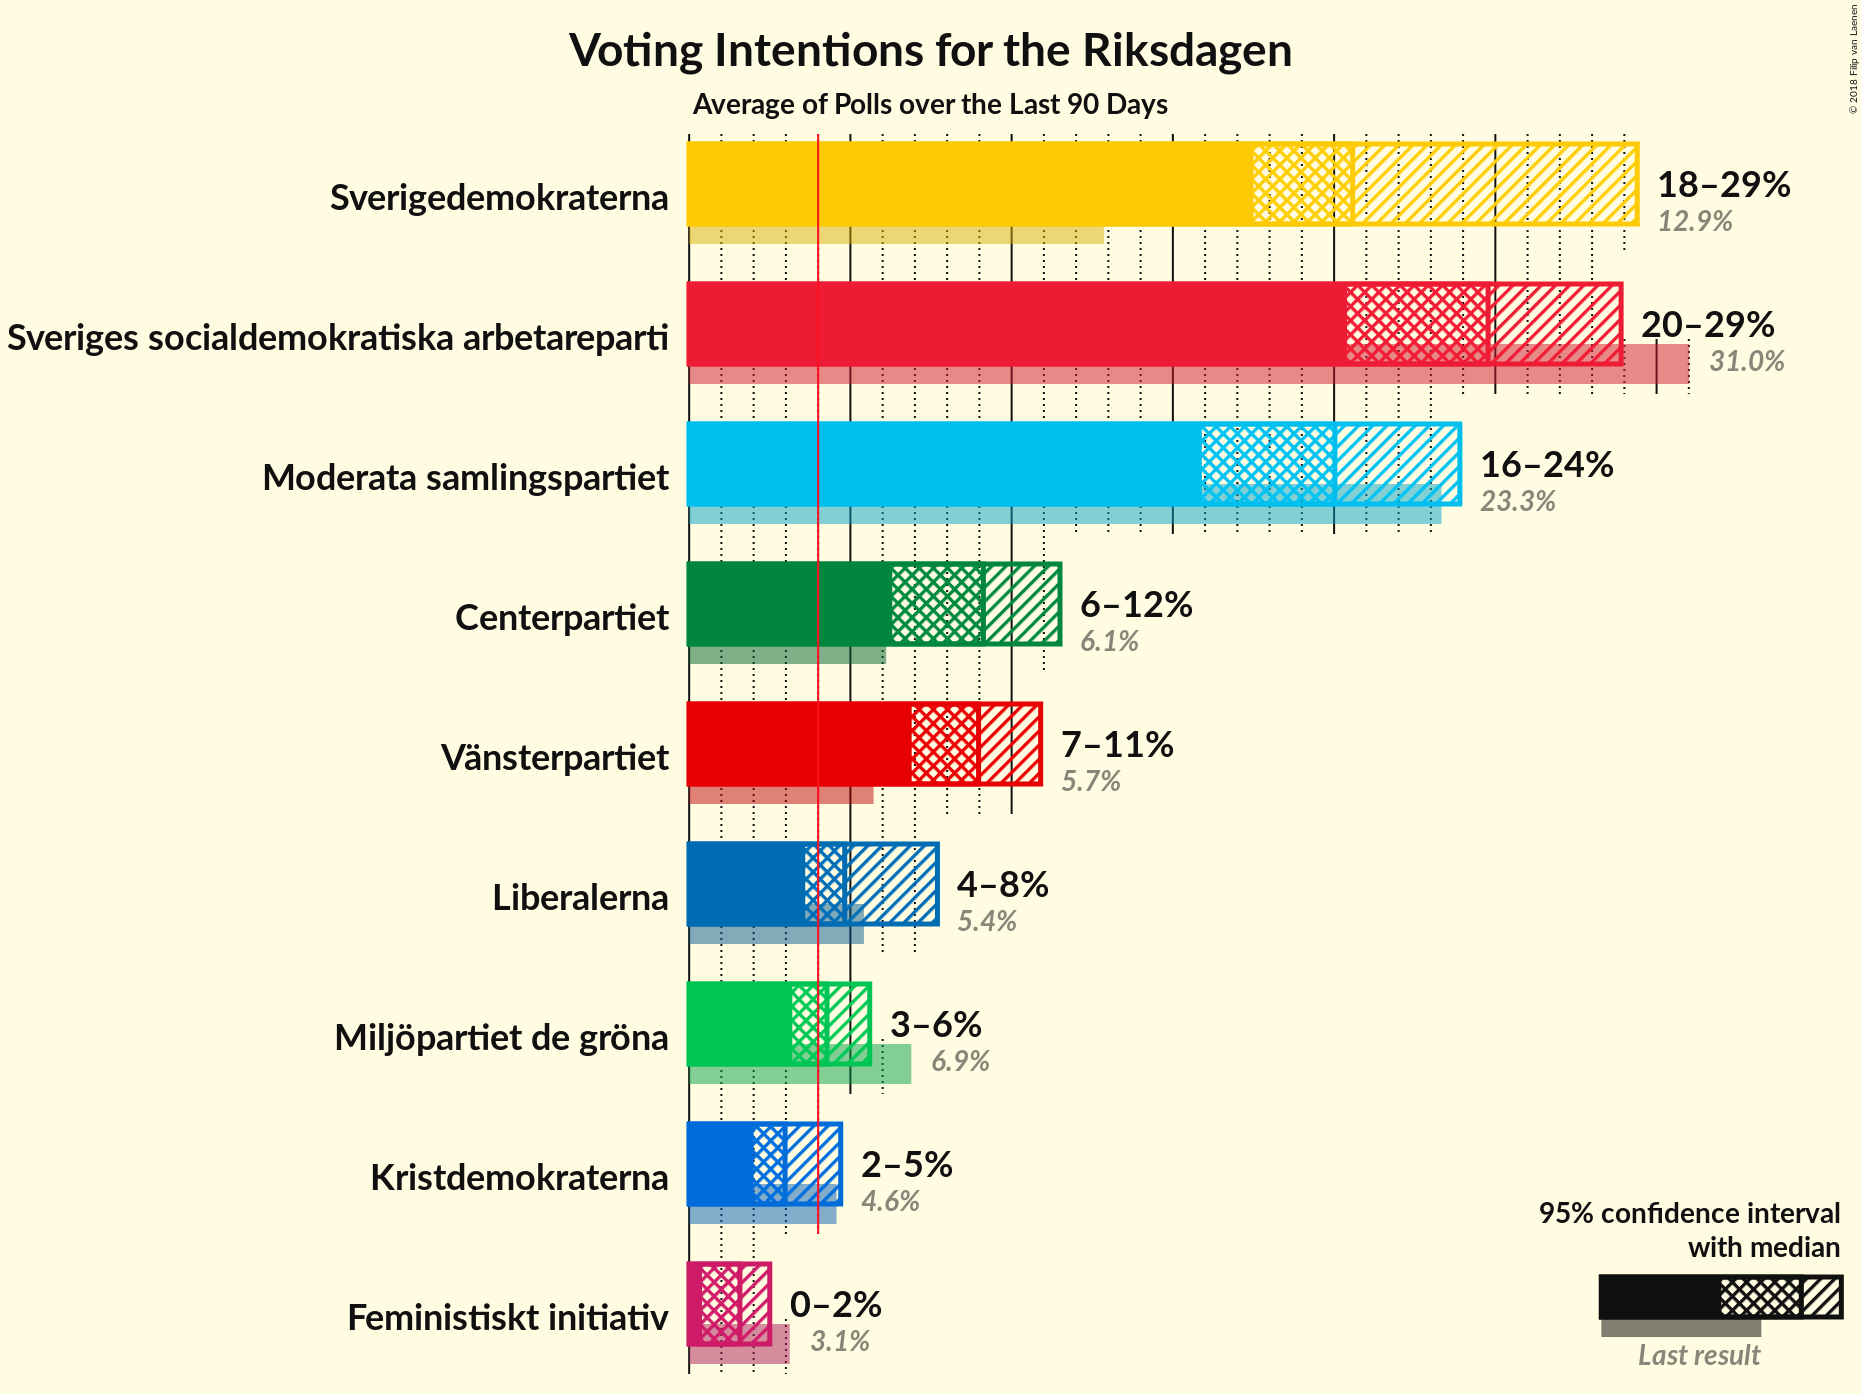 Voting Intentions for the Riksdagen
Average of Polls over the Last 90 Days
© 2018 Filip van Laenen
Sverigedemokraterna
18–29%
12.9%
Sveriges socialdemokratiska arbetareparti
20–29%
31.0%
Moderata samlingspartiet
16–24%
23.3%
Centerpartiet
6–12%
6.1%
Vänsterpartiet
7–11%
5.7%
Liberalerna
4–8%
5.4%
Miljöpartiet de gröna
3–6%
6.9%
Kristdemokraterna
2–5%
4.6%
Feministiskt initiativ
0–2%
3.1%
95% confidence interval
with median
Last result